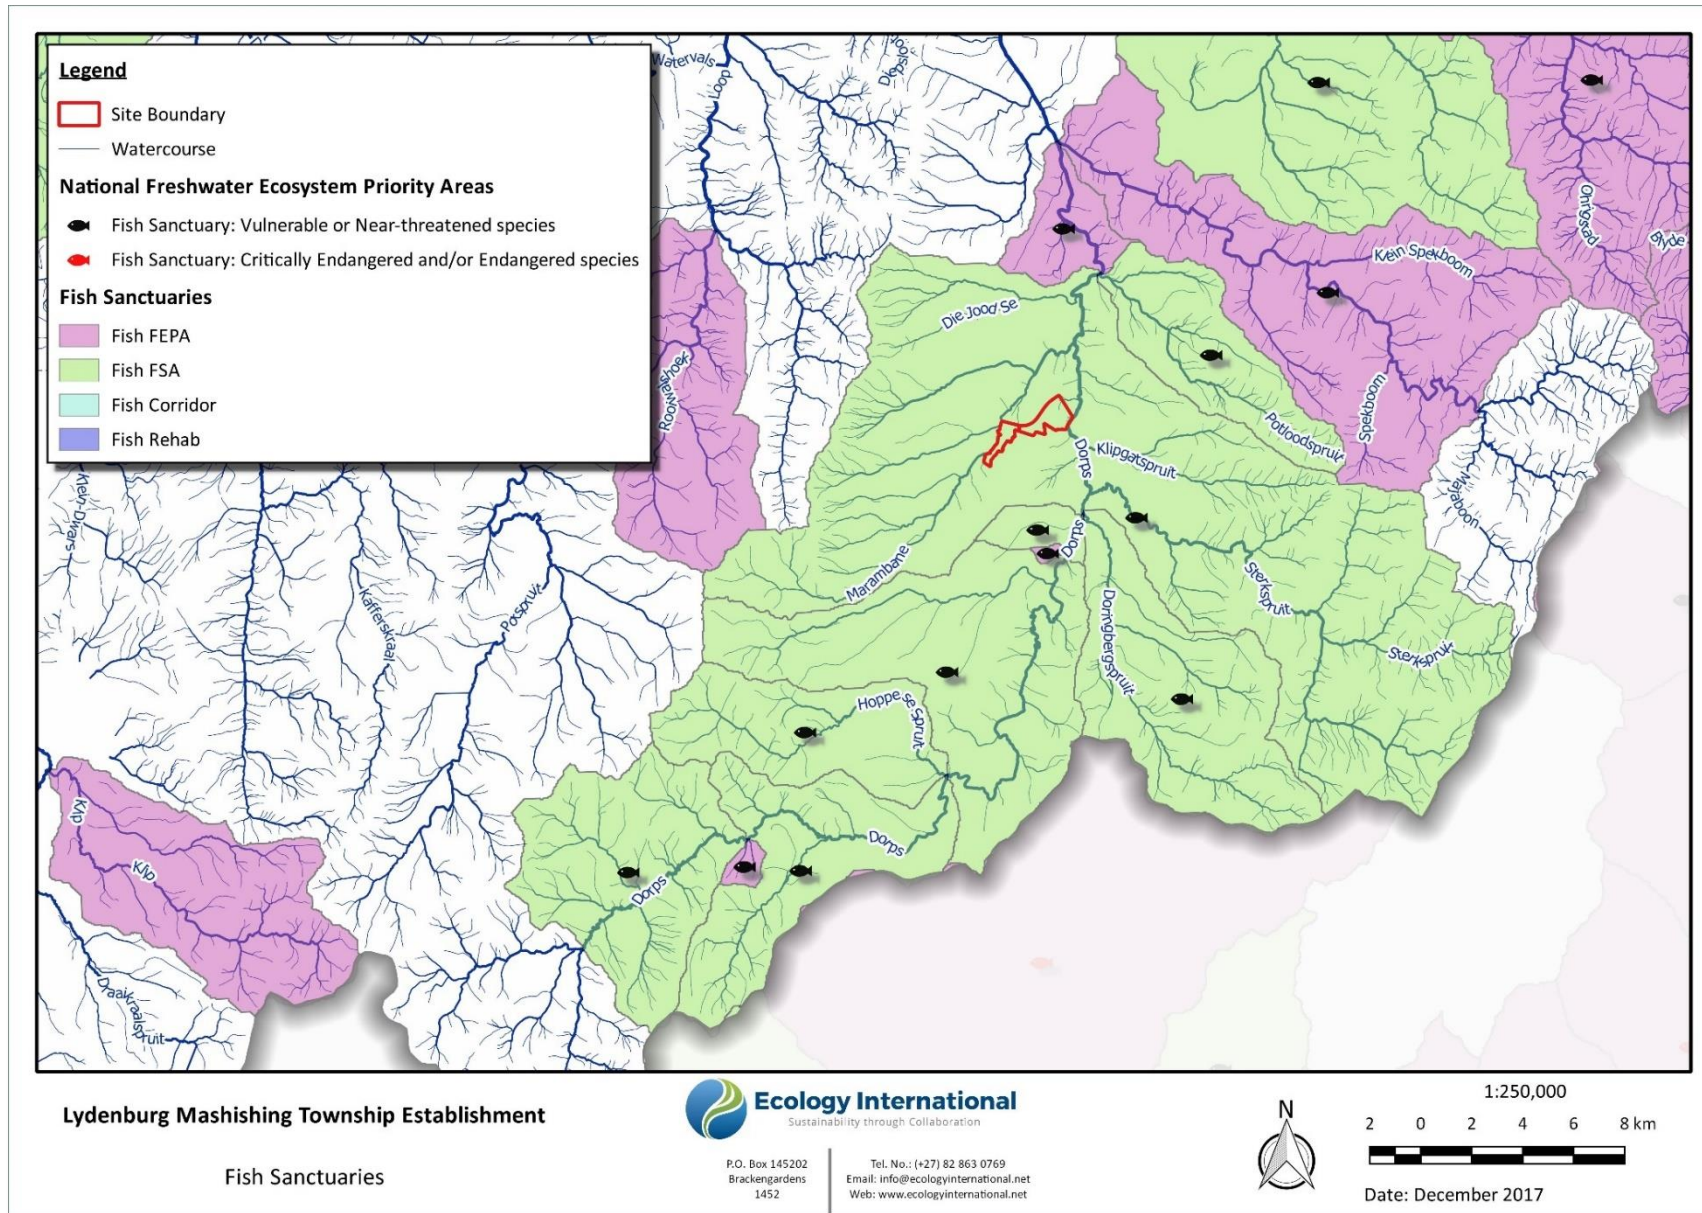 Legend
Site Boundary
Watercourse
National Freshwater Ecosystem Priority Areas
Fish Sanctuary: Vulnerable or Near-threatened species
Fish Sanctuary: Critically Endangered and/or Endangered species
Fish Sanctuaries
Fish FEPA
Fish FSA
Fish Corridor
Fish Rehab
Watervals
Loop
Ohrigstad
Blyde
Klein Spekboom
Die Jood Se
Spekboom
Potloodspruit
Dorps
Klipgatspruit
Klein-Dwars
Kafferskraal
Marambane
Dorps
Sterkspruit
Sterkspruit
Doringbergspruit
Hoppe se Spruit
Klip
Klip
Dorps
Dorps
Draaikraalspruit
Lydenburg Mashishing Township Establishment
Fish Sanctuaries
Ecology International
Sustainability through Collaboration
P.O. Box 145202
Brackengardens
1452
Tel. No.: (+27) 82 863 0769
Email: info@ecologyinternational.net
Web: www.ecologyinternational.net
N
1:250,000
2 0 2 4 6 8 km
Date: December 2017